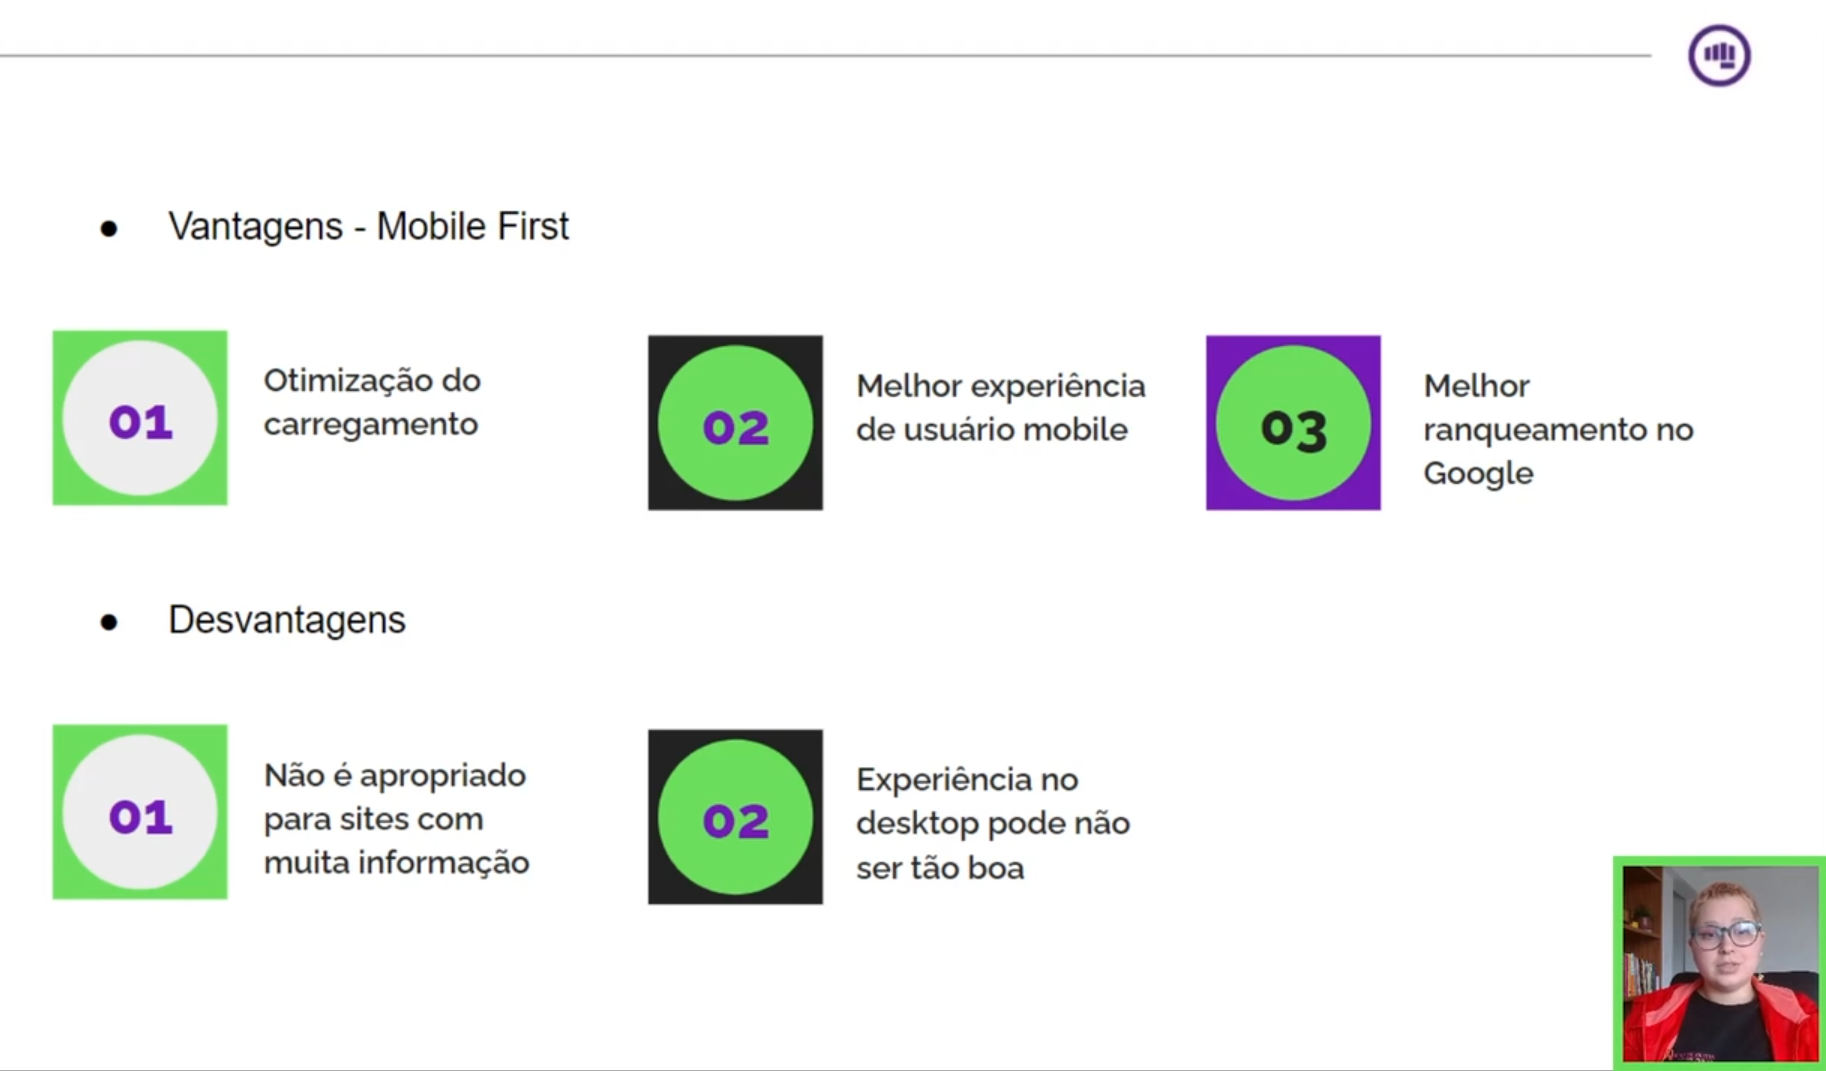 Vantagens - Mobile First
01
Otimização do
carregamento
02
Melhor experiência
de usuário mobile
03
Melhor
ranqueamento no
Google
Desvantagens
01
Não é apropriado
para sites com
muita informação
02
Experiência no
desktop pode não
ser tão boa